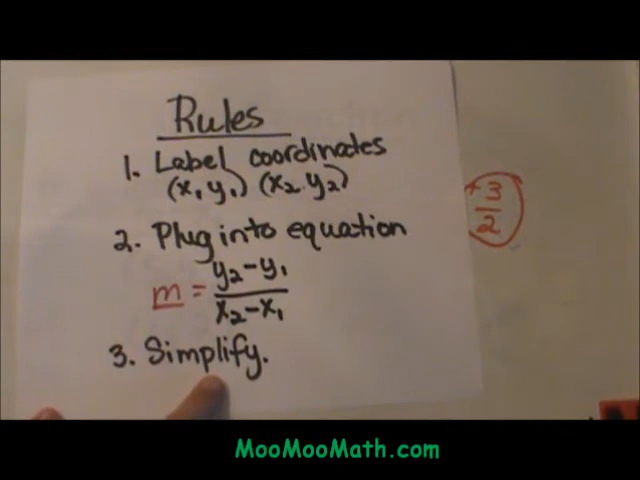 Rules
1. Label coordinates
(x₁ y₁) (x₂ y₂)
2. Plug into equation
m = y₂-y₁
x₂-x₁
3. Simplify.
MooMooMath.com